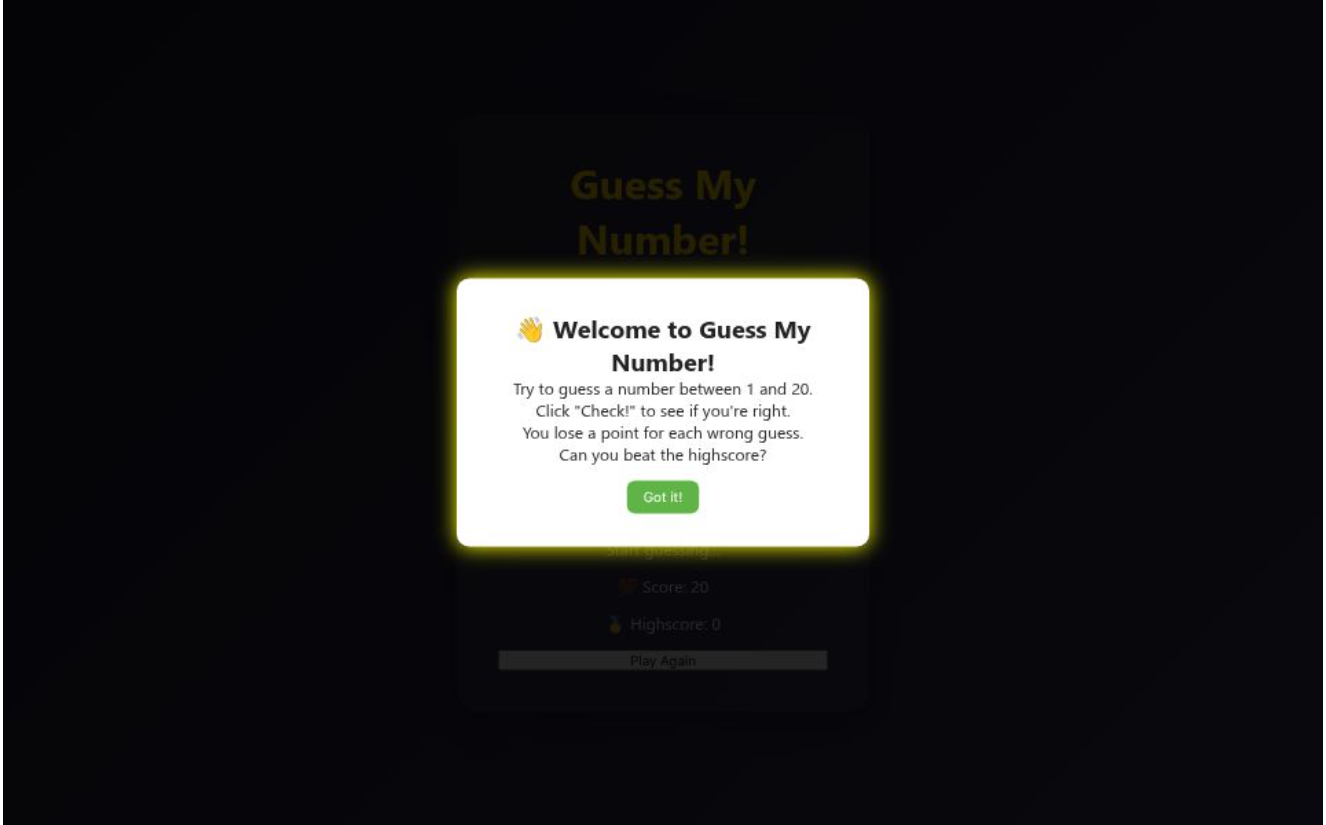 Guess My
Number!
👋 Welcome to Guess My
Number!
Try to guess a number between 1 and 20.
Click "Check!" to see if you're right.
You lose a point for each wrong guess.
Can you beat the highscore?
Got it!
Start guessing...
Score: 20
Highscore: 0
Play Again